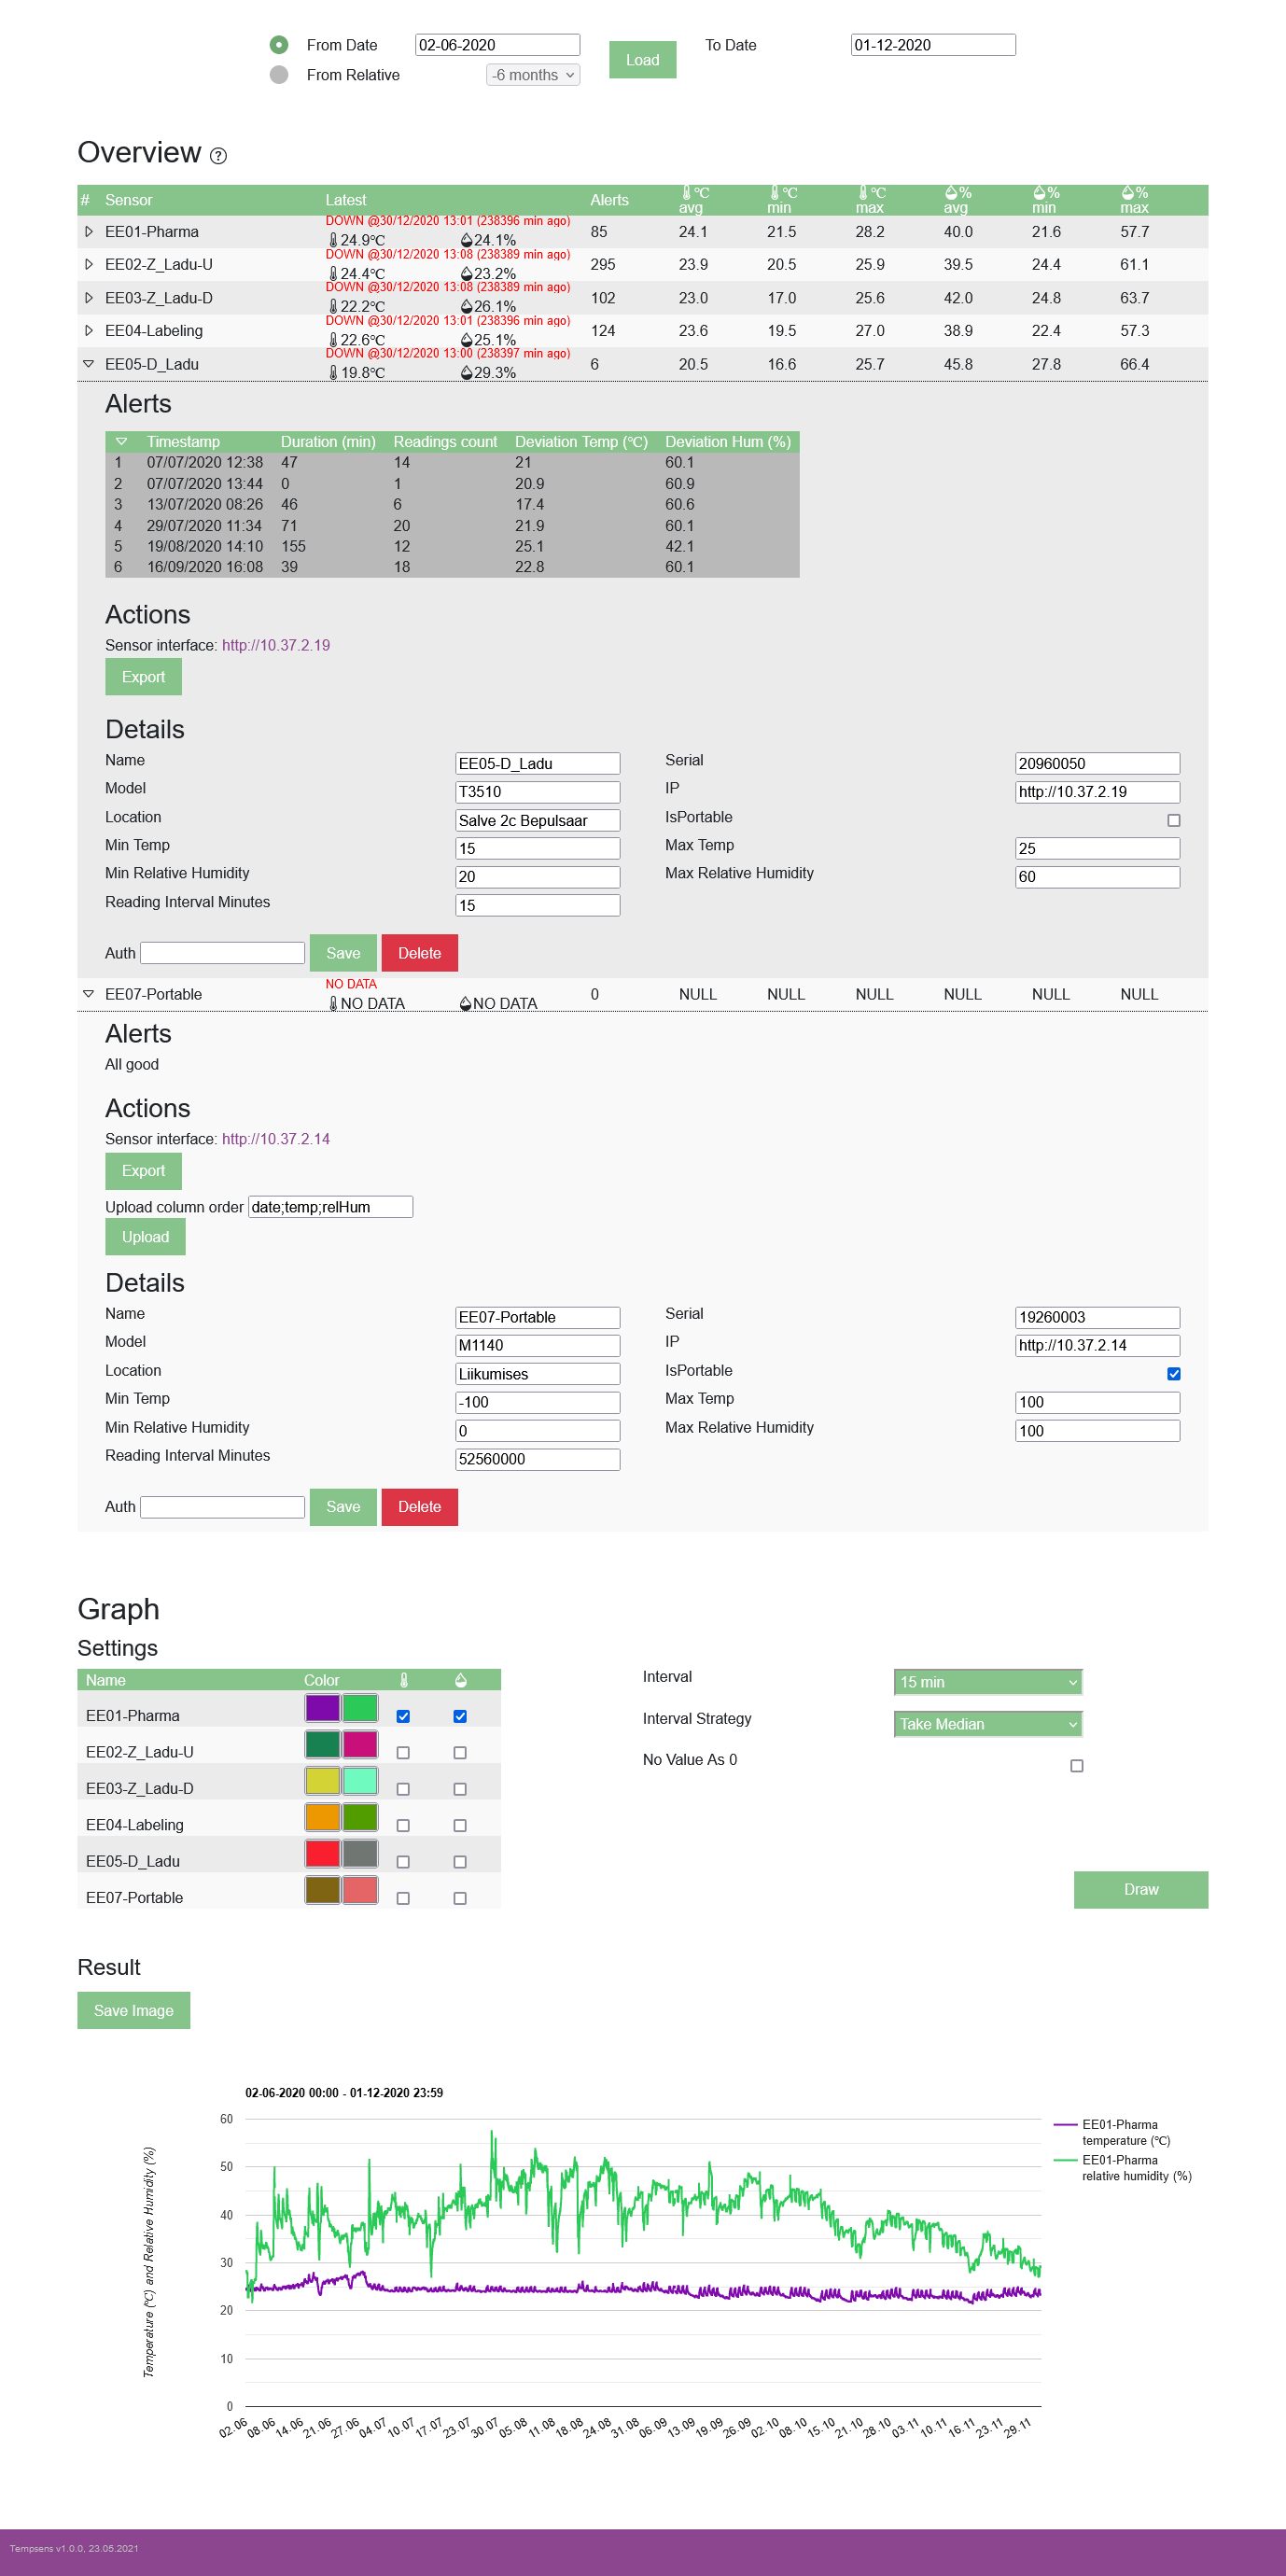 From Date 02-06-2020 Load To Date 01-12-2020
From Relative -6 months
Overview ?
# Sensor Latest Alerts ℃ avg ℃ min ℃ max % avg % min % max
DOWN @30/12/2020 13:01 (238396 min ago)
EE01-Pharma 24.9℃ 24.1% 85 24.1 21.5 28.2 40.0 21.6 57.7
DOWN @30/12/2020 13:08 (238389 min ago)
EE02-Z_Ladu-U 24.4℃ 23.2% 295 23.9 20.5 25.9 39.5 24.4 61.1
DOWN @30/12/2020 13:08 (238389 min ago)
EE03-Z_Ladu-D 22.2℃ 26.1% 102 23.0 17.0 25.6 42.0 24.8 63.7
DOWN @30/12/2020 13:01 (238396 min ago)
EE04-Labeling 22.6℃ 25.1% 124 23.6 19.5 27.0 38.9 22.4 57.3
DOWN @30/12/2020 13:00 (238397 min ago)
EE05-D_Ladu 19.8℃ 29.3% 6 20.5 16.6 25.7 45.8 27.8 66.4
Alerts
Timestamp Duration (min) Readings count Deviation Temp (℃) Deviation Hum (%)
1 07/07/2020 12:38 47 14 21 60.1
2 07/07/2020 13:44 0 1 20.9 60.9
3 13/07/2020 08:26 46 6 17.4 60.6
4 29/07/2020 11:34 71 20 21.9 60.1
5 19/08/2020 14:10 155 12 25.1 42.1
6 16/09/2020 16:08 39 18 22.8 60.1
Actions
Sensor interface: http://10.37.2.19
Export
Details
Name EE05-D_Ladu Serial 20960050
Model T3510 IP http://10.37.2.19
Location Salve 2c Bepulsaar IsPortable
Min Temp 15 Max Temp 25
Min Relative Humidity 20 Max Relative Humidity 60
Reading Interval Minutes 15
Auth Save Delete
NO DATA
EE07-Portable NO DATA NO DATA 0 NULL NULL NULL NULL NULL NULL
Alerts
All good
Actions
Sensor interface: http://10.37.2.14
Export
Upload column order date;temp;relHum
Upload
Details
Name EE07-Portable Serial 19260003
Model M1140 IP http://10.37.2.14
Location Liikumises IsPortable
Min Temp -100 Max Temp 100
Min Relative Humidity 0 Max Relative Humidity 100
Reading Interval Minutes 52560000
Auth Save Delete
Graph
Settings
Name Color
EE01-Pharma
EE02-Z_Ladu-U
EE03-Z_Ladu-D
EE04-Labeling
EE05-D_Ladu
EE07-Portable
Interval 15 min
Interval Strategy Take Median
No Value As 0
Draw
Result
Save Image
02-06-2020 00:00 - 01-12-2020 23:59
Temperature (℃) and Relative Humidity (%)
60
50
40
30
20
10
0
02.06 08.06 14.06 21.06 27.06 04.07 10.07 17.07 23.07 30.07 05.08 11.08 18.08 24.08 31.08 06.09 13.09 19.09 26.09 02.10 08.10 15.10 21.10 28.10 03.11 10.11 16.11 23.11 29.11
EE01-Pharma
temperature (℃)
EE01-Pharma
relative humidity (%)
Tempsens v1.0.0, 23.05.2021